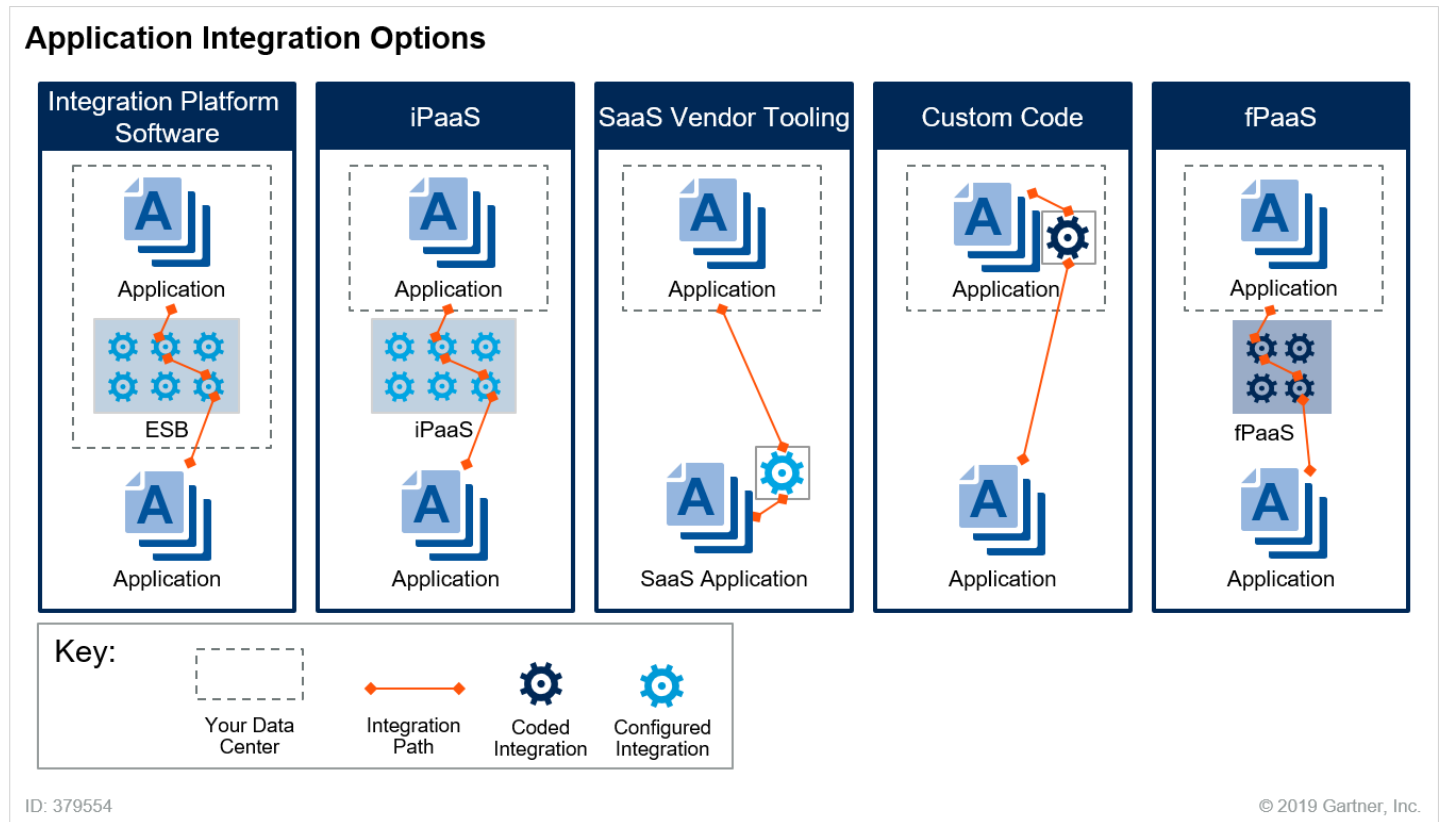 Application Integration Options
Integration Platform
Software
iPaaS
SaaS Vendor Tooling
Custom Code
fPaaS
A
Application
ESB
A
Application
A
Application
iPaaS
A
Application
A
Application
A
SaaS Application
A
Application
A
Application
A
Application
fPaaS
A
Application
Key:
Your Data
Center
Integration
Path
Coded
Integration
Configured
Integration
ID: 379554
© 2019 Gartner, Inc.